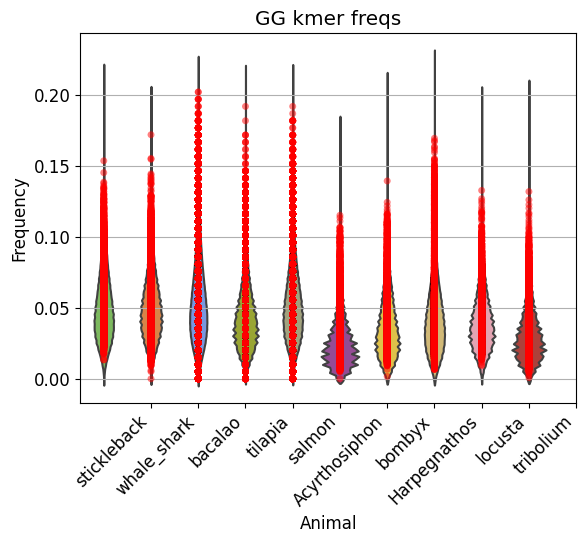 GG kmer freqs
Frequency
0.20
0.15
0.10
0.05
0.00
stickleback
whale_shark
bacalao
tilapia
salmon
Acyrthosiphon
bombyx
Harpegnathos
locusta
tribolium
Animal